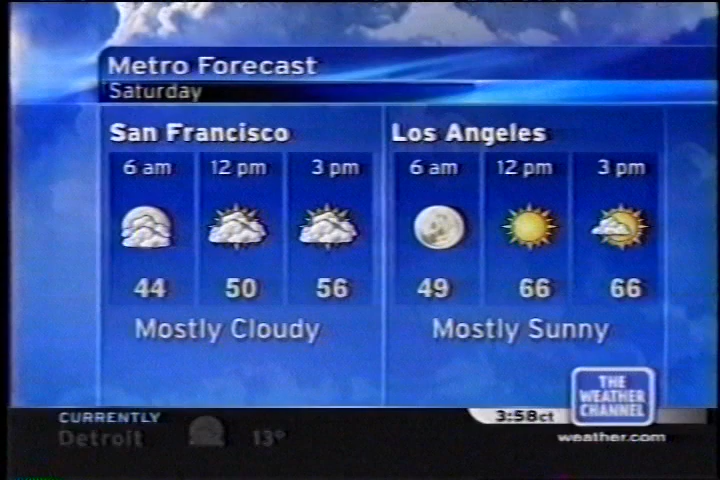 Metro Forecast
Saturday
San Francisco
6 am 12 pm 3 pm
44 50 56
Mostly Cloudy
Los Angeles
6 am 12 pm 3 pm
49 66 66
Mostly Sunny
THE
WEATHER
CHANNEL
CURRENTLY
3:58ct
Detroit 13°
weather.com